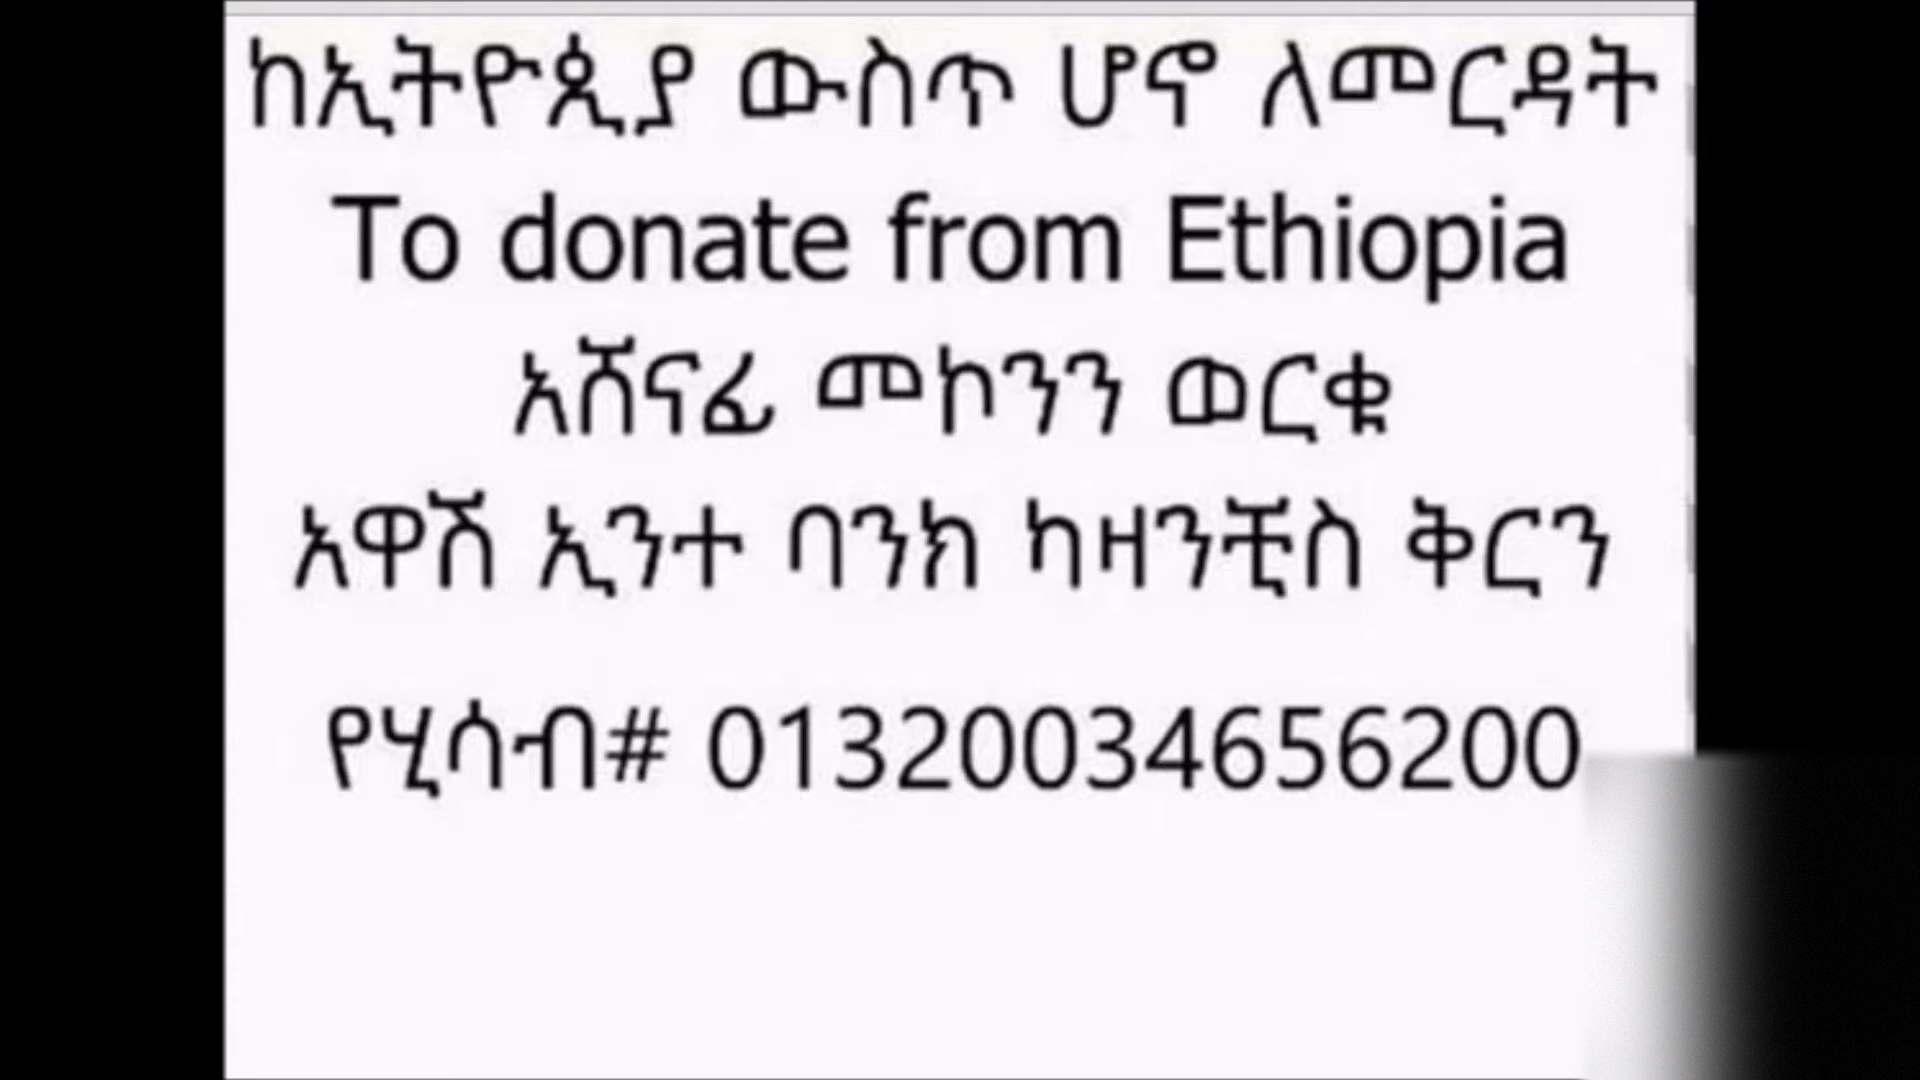 ከኢትዮጲያ ውስጥ ሆኖ ለመርዳት
To donate from Ethiopia
አሸናፊ መኮንን ወርቁ
አዋሽ ኢንተ ባንክ ካዛንቺስ ቅርን
የሂሳብ# 01320034656200